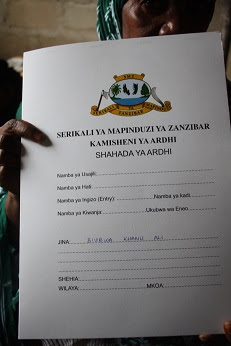 SERIKALI YA MAPINDUZI YA ZANZIBAR
KAMISHENI YA ARDHI
SHAHADA YA ARDHI
Namba ya Usajili:
Namba ya Hati:
Namba ya Ingizo (Entry): Namba ya kadi:
Namba ya Kiwanja: Ukubwa wa Eneo:
JINA: ALI
SHEHIA:
WILAYA: MKOA: